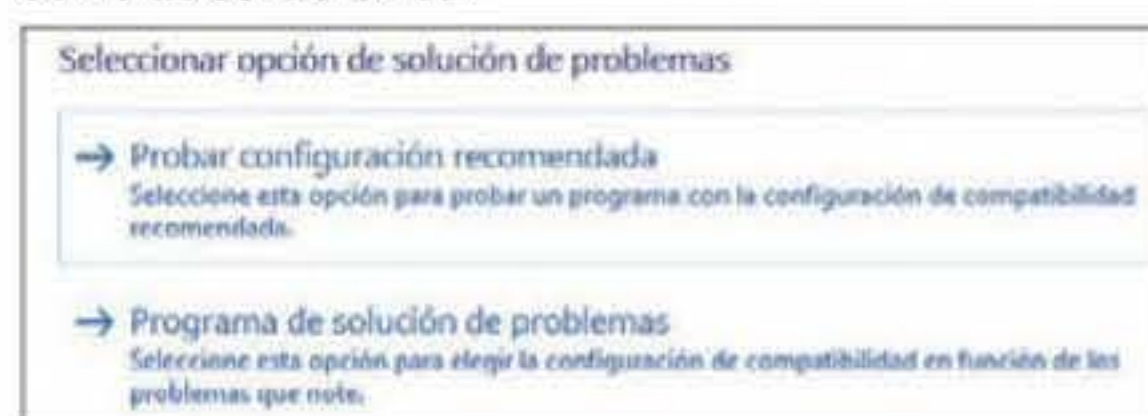 Seleccionar opción de solución de problemas
Probar configuración recomendada
Seleccione esta opción para probar un programa con la configuración de compatibilidad
recomendada.
Programa de solución de problemas
Seleccione esta opción para elegir la configuración de compatibilidad en función de los
problemas que note.